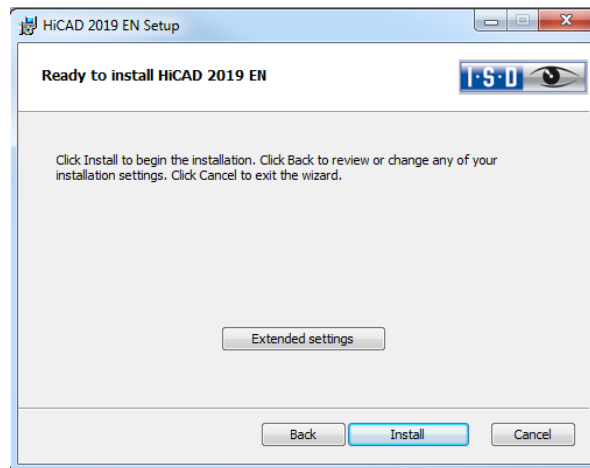 HiCAD 2019 EN Setup
Ready to install HiCAD 2019 EN
I·S·D
Click Install to begin the installation. Click Back to review or change any of your
installation settings. Click Cancel to exit the wizard.
Extended settings
Back Install Cancel